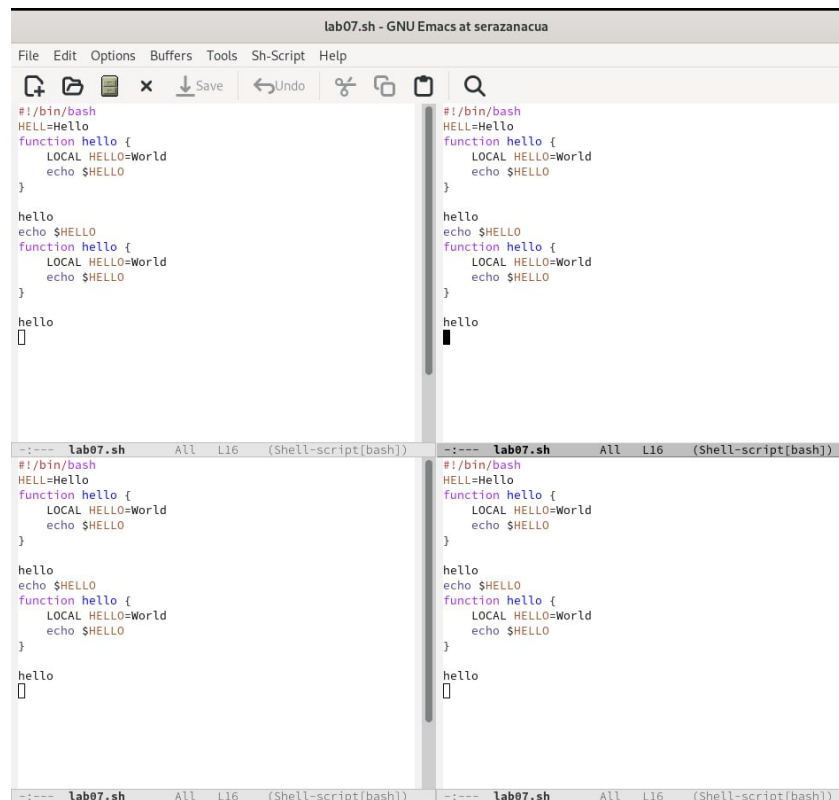 lab07.sh - GNU Emacs at serazanacua
File Edit Options Buffers Tools Sh-Script Help
Save Undo
#!/bin/bash
HELL=Hello
function hello {
    LOCAL HELLO=World
    echo $HELLO
}
hello
echo $HELLO
function hello {
    LOCAL HELLO=World
    echo $HELLO
}
hello
-:--- lab07.sh All L16 (Shell-script[bash])
#!/bin/bash
HELL=Hello
function hello {
    LOCAL HELLO=World
    echo $HELLO
}
hello
echo $HELLO
function hello {
    LOCAL HELLO=World
    echo $HELLO
}
hello
-:--- lab07.sh All L16 (Shell-script[bash])
#!/bin/bash
HELL=Hello
function hello {
    LOCAL HELLO=World
    echo $HELLO
}
hello
echo $HELLO
function hello {
    LOCAL HELLO=World
    echo $HELLO
}
hello
-:--- lab07.sh All L16 (Shell-script[bash])
#!/bin/bash
HELL=Hello
function hello {
    LOCAL HELLO=World
    echo $HELLO
}
hello
echo $HELLO
function hello {
    LOCAL HELLO=World
    echo $HELLO
}
hello
-:--- lab07.sh All L16 (Shell-script[bash])